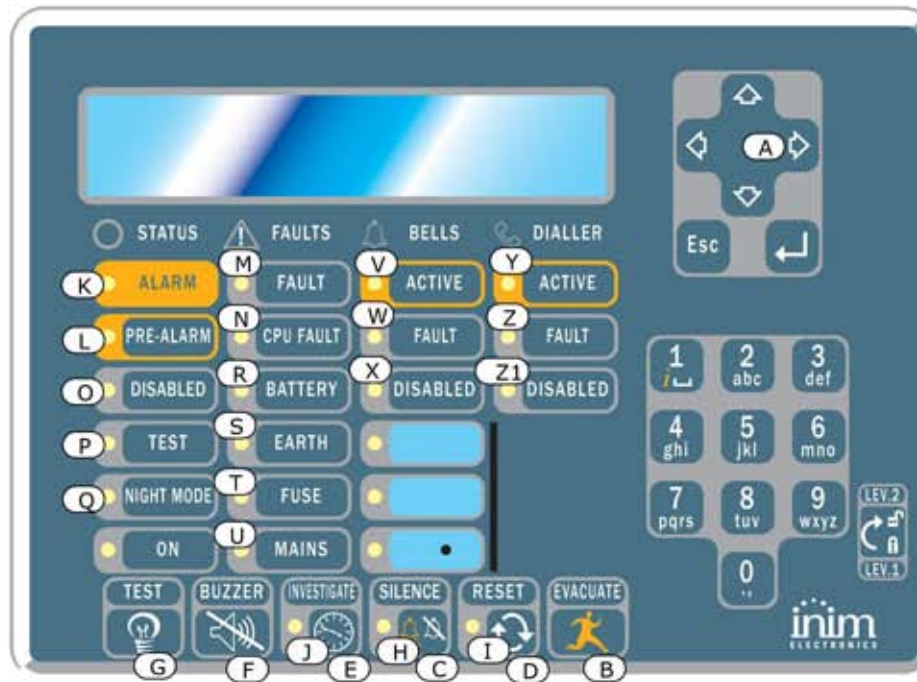 A
STATUS FAULTS BELLS DIALLER
Esc
K ALARM M FAULT V ACTIVE Y ACTIVE
L PRE-ALARM N CPU FAULT W FAULT Z FAULT
O DISABLED R BATTERY X DISABLED Z1 DISABLED
P TEST S EARTH
Q NIGHT MODE T FUSE
ON U MAINS
1 2 abc 3 def
4 ghi 5 jkl 6 mno
7 pqrs 8 tuv 9 wxyz
0
LEV.2
LEV.1
TEST BUZZER INVESTIGATE SILENCE RESET EVACUATE
G F J E H C I D B
inim
ELECTRONICS